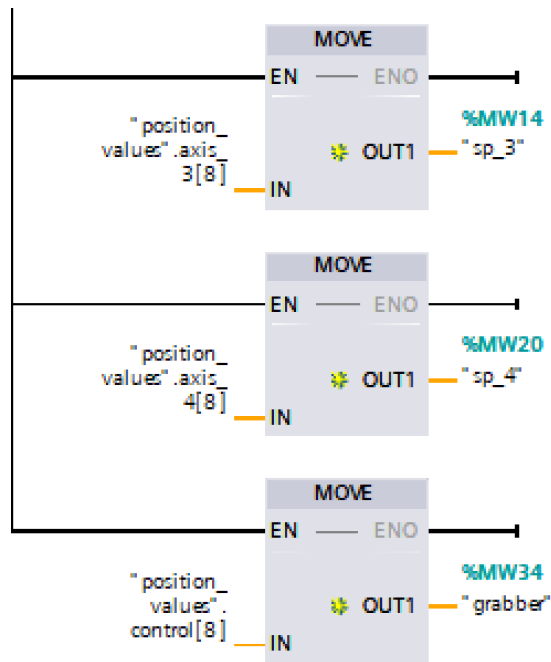 MOVE
EN ENO
%MW14
"position_
values".axis_
3[8]
OUT1
"sp_3"
IN
MOVE
EN ENO
%MW20
"position_
values".axis_
4[8]
OUT1
"sp_4"
IN
MOVE
EN ENO
%MW34
"position_
values".
control[8]
OUT1
"grabber"
IN